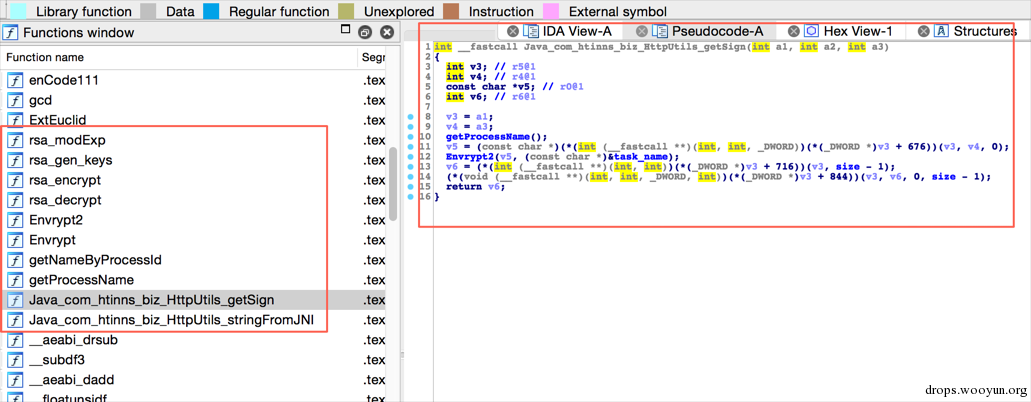 Library function Data Regular function Unexplored Instruction External symbol
Functions window
Function name Segr
enCode111 .tex
gcd .tex
ExtEuclid .tex
rsa_modExp .tex
rsa_gen_keys .tex
rsa_encrypt .tex
rsa_decrypt .tex
Envrypt2 .tex
Envrypt .tex
getNameByProcessId .tex
getProcessName .tex
Java_com_htinns_biz_HttpUtils_getSign .tex
Java_com_htinns_biz_HttpUtils_stringFromJNI .tex
__aeabi_drsub .tex
__subdf3 .tex
__aeabi_dadd .tex
__floatunsidf .tex
IDA View-A Pseudocode-A Hex View-1 Structures
1 int __fastcall Java_com_htinns_biz_HttpUtils_getSign(int a1, int a2, int a3)
2 {
3 int v3; // r5@1
4 int v4; // r4@1
5 const char *v5; // r0@1
6 int v6; // r6@1
7
8 v3 = a1;
9 v4 = a3;
10 getProcessName();
11 v5 = (const char *)(*(int (__fastcall **)(int, int, _DWORD))(*(_DWORD *)v3 + 676))(v3, v4, 0);
12 Envrypt2(v5, (const char *)&task_name);
13 v6 = (*(int (__fastcall **)(int, int))(*(_DWORD *)v3 + 716))(v3, size - 1);
14 (*(void (__fastcall **)(int, int, _DWORD, int))(*(_DWORD *)v3 + 844))(v3, v6, 0, size - 1);
15 return v6;
16 }
drops.wooyun.org